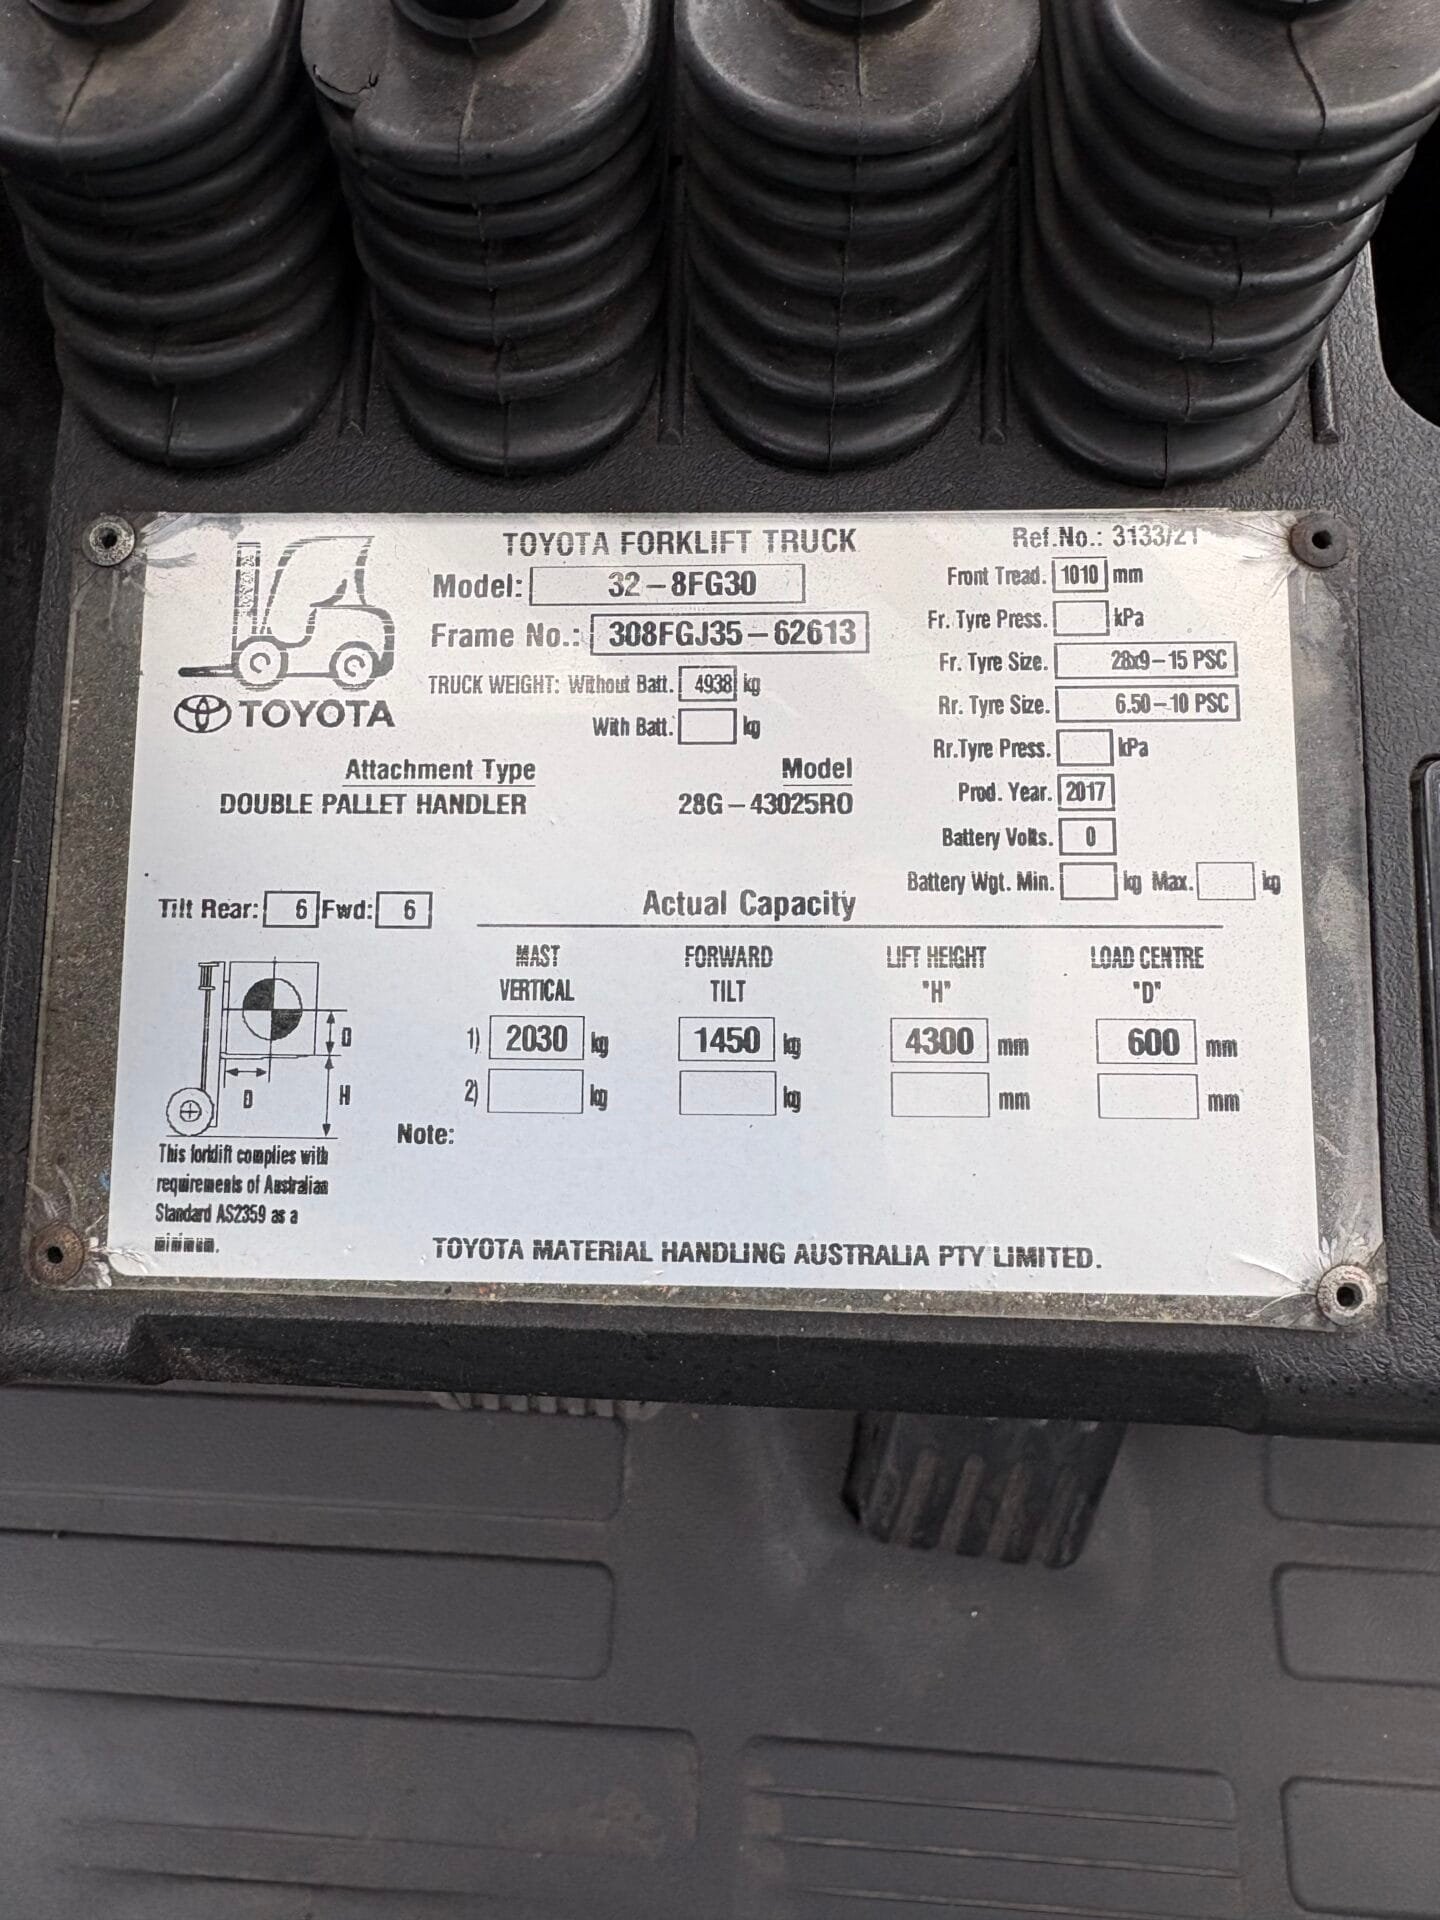 TOYOTA FORKLIFT TRUCK
Ref.No.: 3133/21
Model: 32-8FG30
Frame No.: 308FGJ35-62613
TRUCK WEIGHT: Without Batt. 4938 kg
With Batt. kg
TOYOTA
Front Tread. 1010 mm
Fr. Tyre Press. kPa
Fr. Tyre Size. 28x9-15 PSC
Rr. Tyre Size. 6.50-10 PSC
Rr.Tyre Press. kPa
Prod. Year. 2017
Battery Volts. 0
Battery Wgt. Min. kg Max. kg
Attachment Type Model
DOUBLE PALLET HANDLER 28G-43025RO
Tilt Rear: 6 Fwd: 6
Actual Capacity
MAST VERTICAL
FORWARD TILT
LIFT HEIGHT "H"
LOAD CENTRE "D"
1) 2030 kg 1450 kg 4300 mm 600 mm
2) kg kg mm mm
D
D
H
Note:
This forklift complies with
requirements of Australian
Standard AS2359 as a
minimum.
TOYOTA MATERIAL HANDLING AUSTRALIA PTY LIMITED.